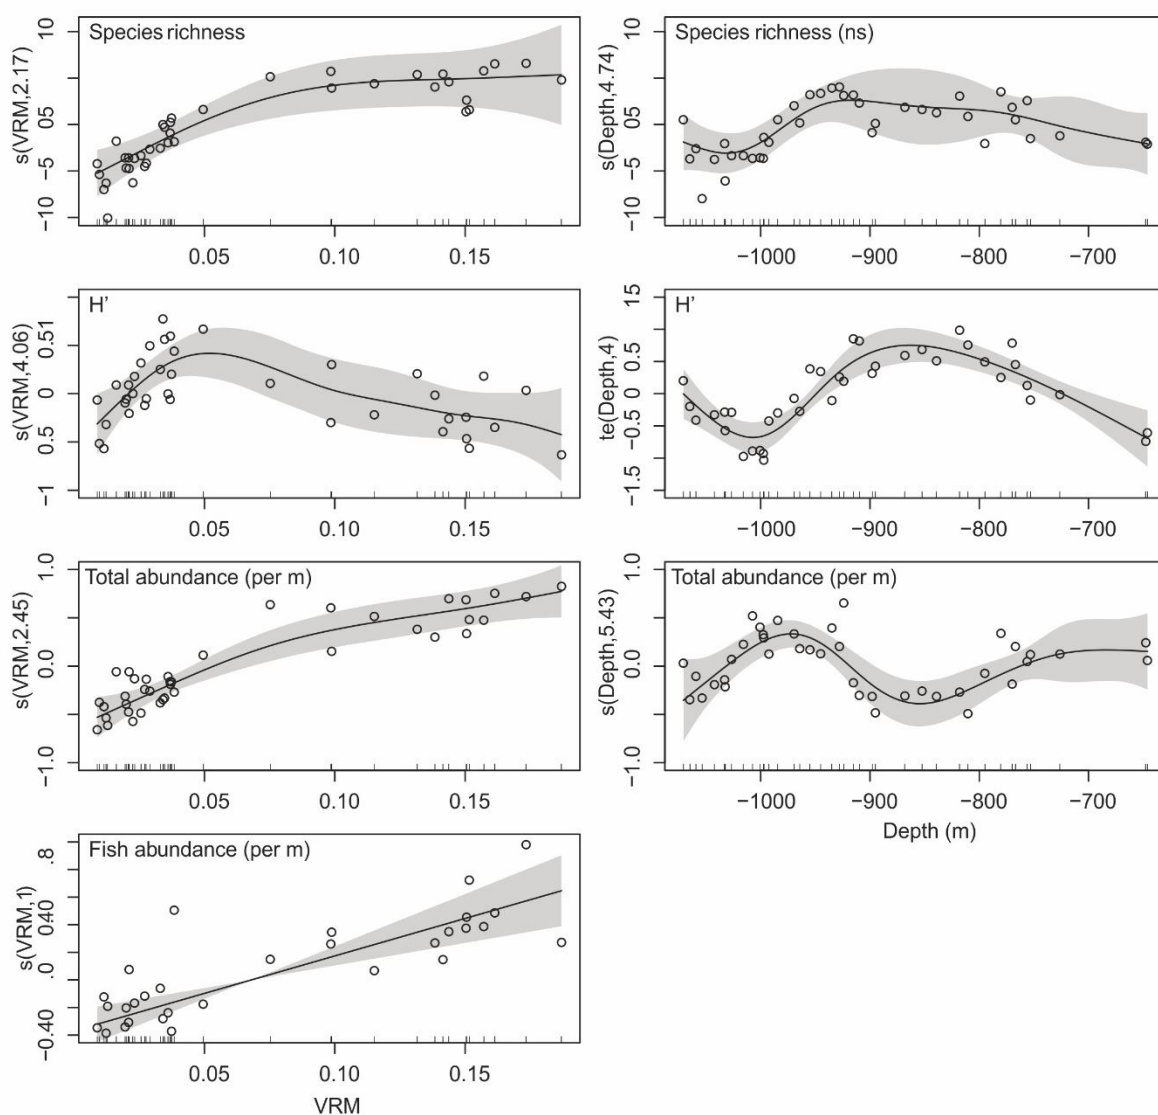 Species richness
s(VRM,2.17)
−10 −5 05 10
0.05 0.10 0.15
Species richness (ns)
s(Depth,4.74)
−10 −5 05 10
−1000 −900 −800 −700
H'
s(VRM,4.06)
−1 0.5 0 0.51
0.05 0.10 0.15
H'
te(Depth,4)
−1.5 −0.5 0.5 15
−1000 −900 −800 −700
Total abundance (per m)
s(VRM,2.45)
−1.0 0.0 1.0
0.05 0.10 0.15
Total abundance (per m)
s(Depth,5.43)
−1.0 0.0 1.0
−1000 −900 −800 −700
Depth (m)
Fish abundance (per m)
s(VRM,1)
−0.40 .0 0.40 .8
0.05 0.10 0.15
VRM